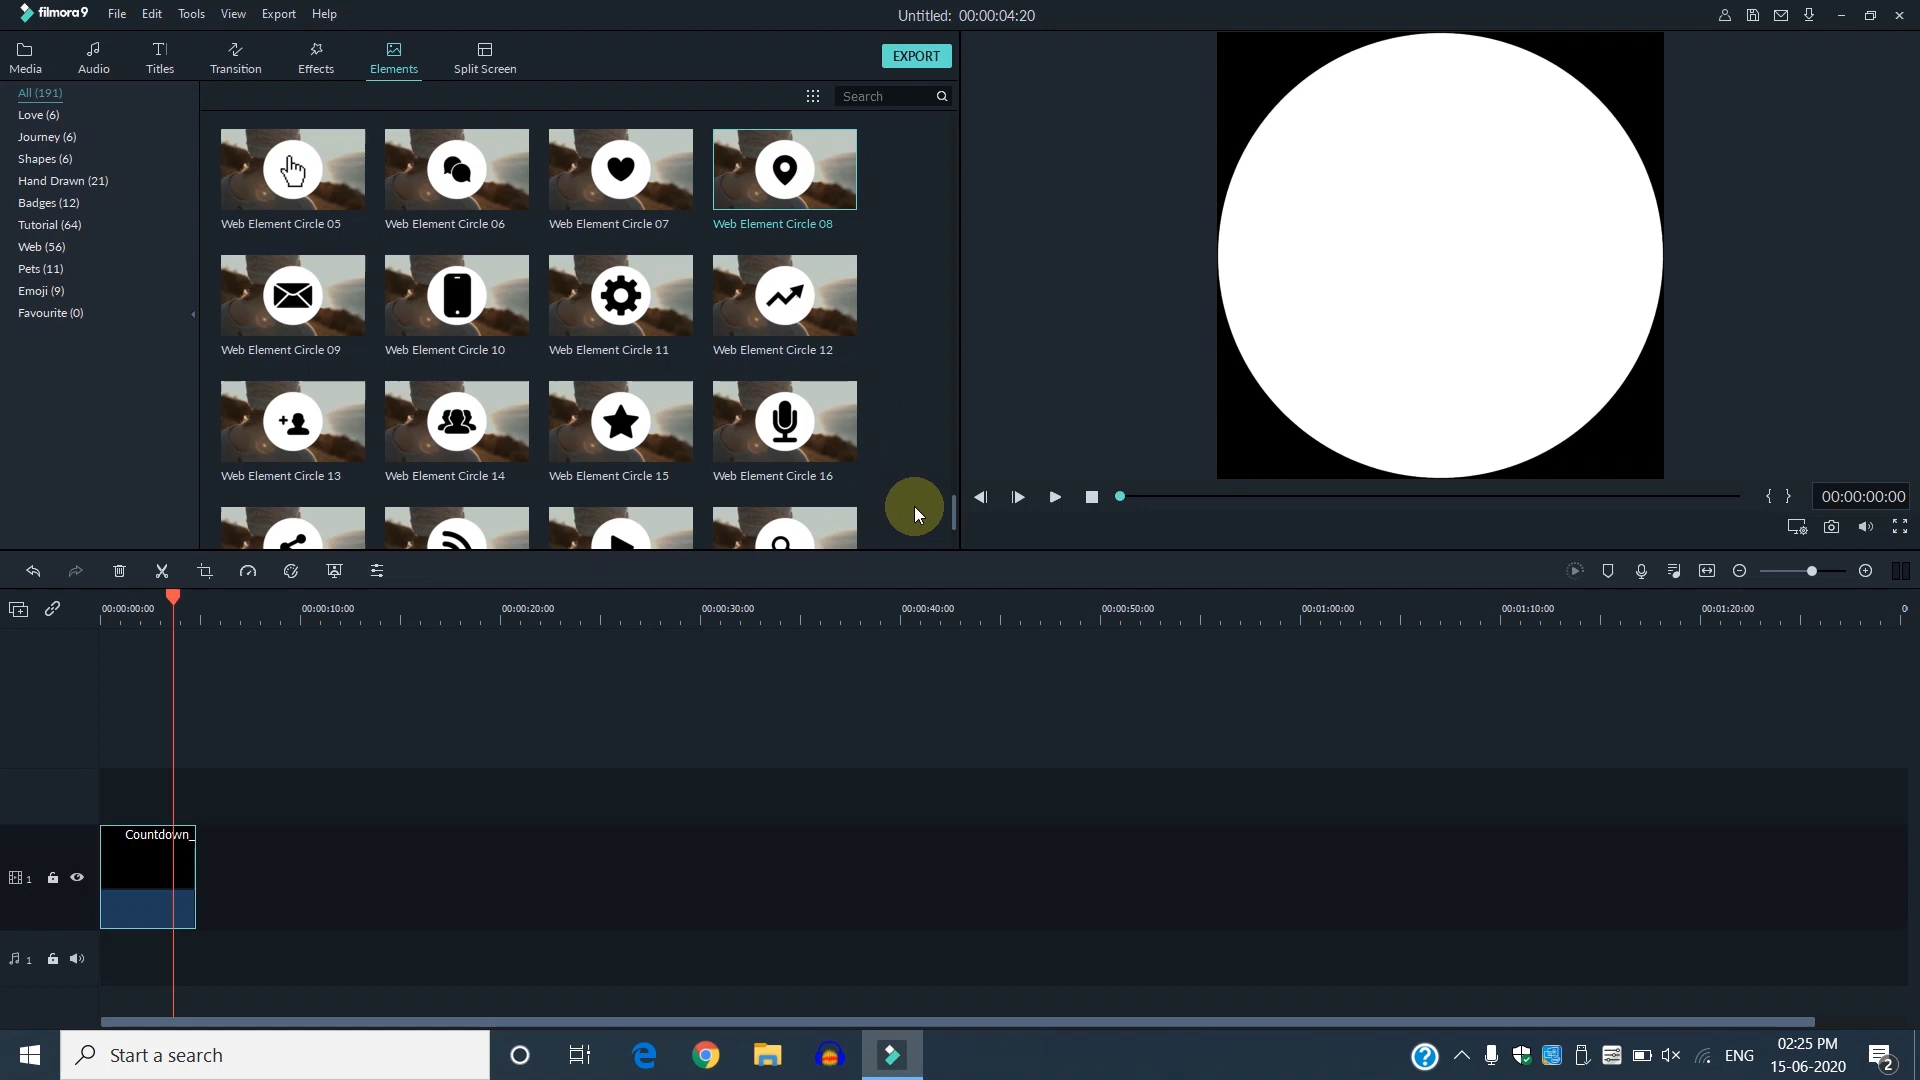 filmora9 File Edit Tools View Export Help
Untitled: 00:00:04:20
Media Audio Titles Transition Effects Elements Split Screen
EXPORT
All (191)
Love (6)
Journey (6)
Shapes (6)
Hand Drawn (21)
Badges (12)
Tutorial (64)
Web (56)
Pets (11)
Emoji (9)
Favourite (0)
Search
Web Element Circle 05 Web Element Circle 06 Web Element Circle 07 Web Element Circle 08
Web Element Circle 09 Web Element Circle 10 Web Element Circle 11 Web Element Circle 12
Web Element Circle 13 Web Element Circle 14 Web Element Circle 15 Web Element Circle 16
{ } 00:00:00:00
00:00:00:00 00:00:10:00 00:00:20:00 00:00:30:00 00:00:40:00 00:00:50:00 00:01:00:00 00:01:10:00 00:01:20:00 0
Countdown_
1
1
Start a search
ENG
02:25 PM
15-06-2020
2